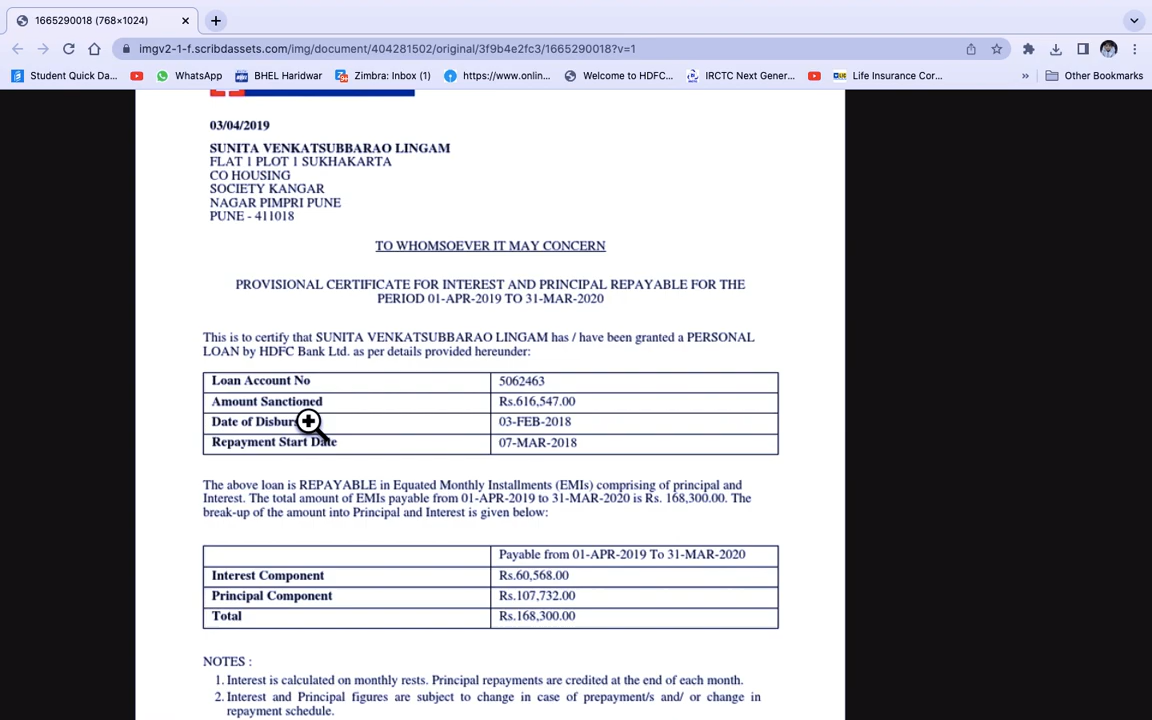 1665290018 (768×1024)
imgv2-1-f.scribdassets.com/img/document/404281502/original/3f9b4e2fc3/1665290018?v=1
Student Quick Da... WhatsApp BHEL Haridwar Zimbra: Inbox (1) https://www.onlin... Welcome to HDFC... IRCTC Next Gener... Life Insurance Cor... » Other Bookmarks
03/04/2019
SUNITA VENKATSUBBARAO LINGAM
FLAT 1 PLOT 1 SUKHAKARTA
CO HOUSING
SOCIETY KANGAR
NAGAR PIMPRI PUNE
PUNE - 411018
TO WHOMSOEVER IT MAY CONCERN
PROVISIONAL CERTIFICATE FOR INTEREST AND PRINCIPAL REPAYABLE FOR THE
PERIOD 01-APR-2019 TO 31-MAR-2020
This is to certify that SUNITA VENKATSUBBARAO LINGAM has / have been granted a PERSONAL
LOAN by HDFC Bank Ltd. as per details provided hereunder:
Loan Account No 5062463
Amount Sanctioned Rs.616,547.00
Date of Disburs 03-FEB-2018
Repayment Start Date 07-MAR-2018
The above loan is REPAYABLE in Equated Monthly Installments (EMIs) comprising of principal and
Interest. The total amount of EMIs payable from 01-APR-2019 to 31-MAR-2020 is Rs. 168,300.00. The
break-up of the amount into Principal and Interest is given below:
Payable from 01-APR-2019 To 31-MAR-2020
Interest Component Rs.60,568.00
Principal Component Rs.107,732.00
Total Rs.168,300.00
NOTES :
1. Interest is calculated on monthly rests. Principal repayments are credited at the end of each month.
2. Interest and Principal figures are subject to change in case of prepayment/s and/ or change in
repayment schedule.